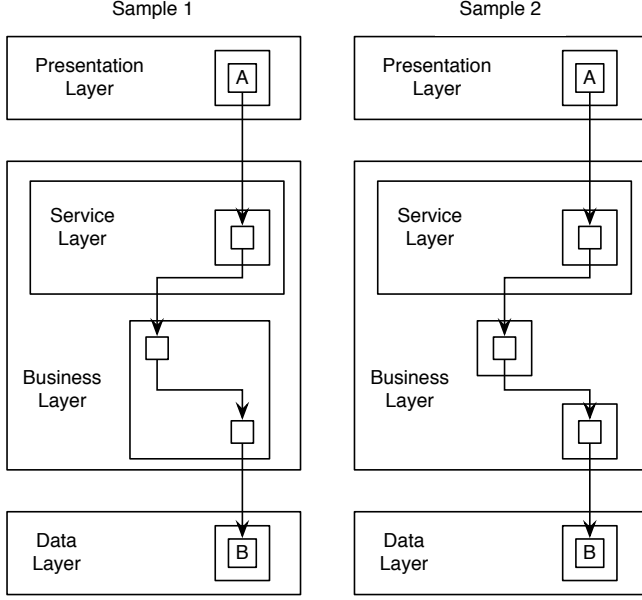 Sample 1
Presentation
Layer
A
Service
Layer
Business
Layer
Data
Layer
B
Sample 2
Presentation
Layer
A
Service
Layer
Business
Layer
Data
Layer
B